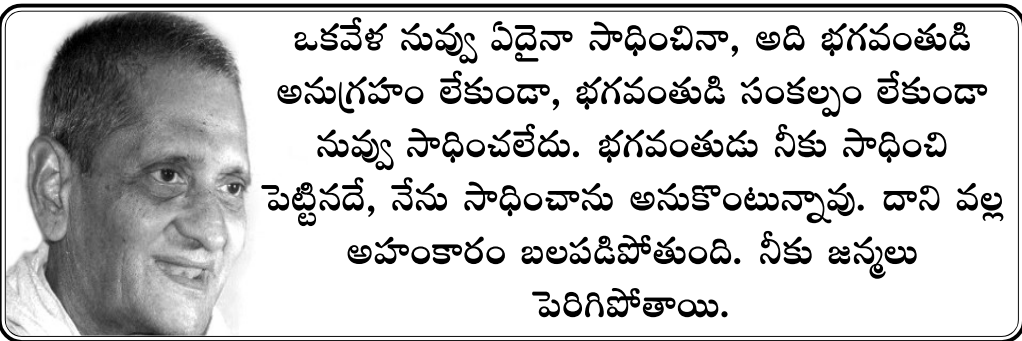 ఒకవేళ నువ్వు ఏదైనా సాధించినా, అది భగవంతుడి
అనుగ్రహం లేకుండా, భగవంతుడి సంకల్పం లేకుండా
నువ్వు సాధించలేదు. భగవంతుడు నీకు సాధించి
పెట్టినదే, నేను సాధించాను అనుకొంటున్నావు. దాని వల్ల
అహంకారం బలపడిపోతుంది. నీకు జన్మలు
పెరిగిపోతాయి.